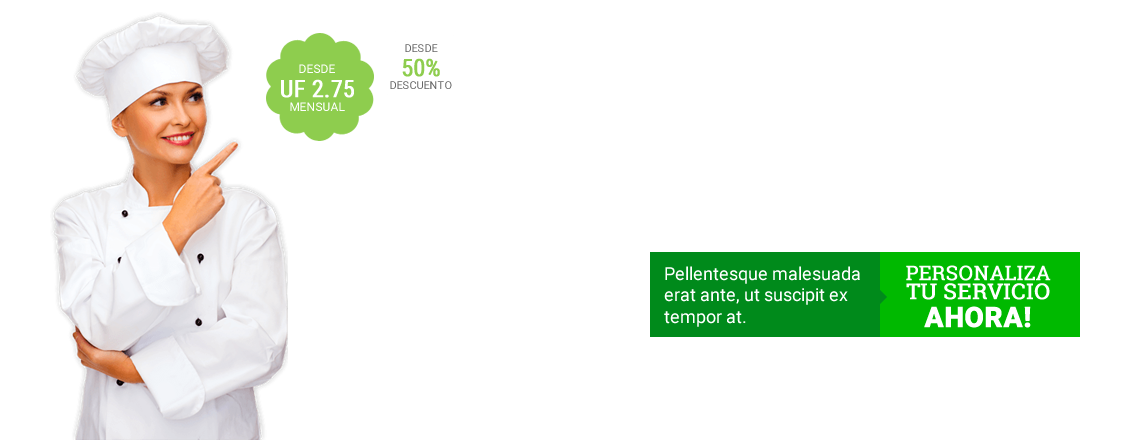 DESDE
UF 2.75
MENSUAL
DESDE
50%
DESCUENTO
Pellentesque malesuada
erat ante, ut suscipit ex
tempor at.
PERSONALIZA
TU SERVICIO
AHORA!